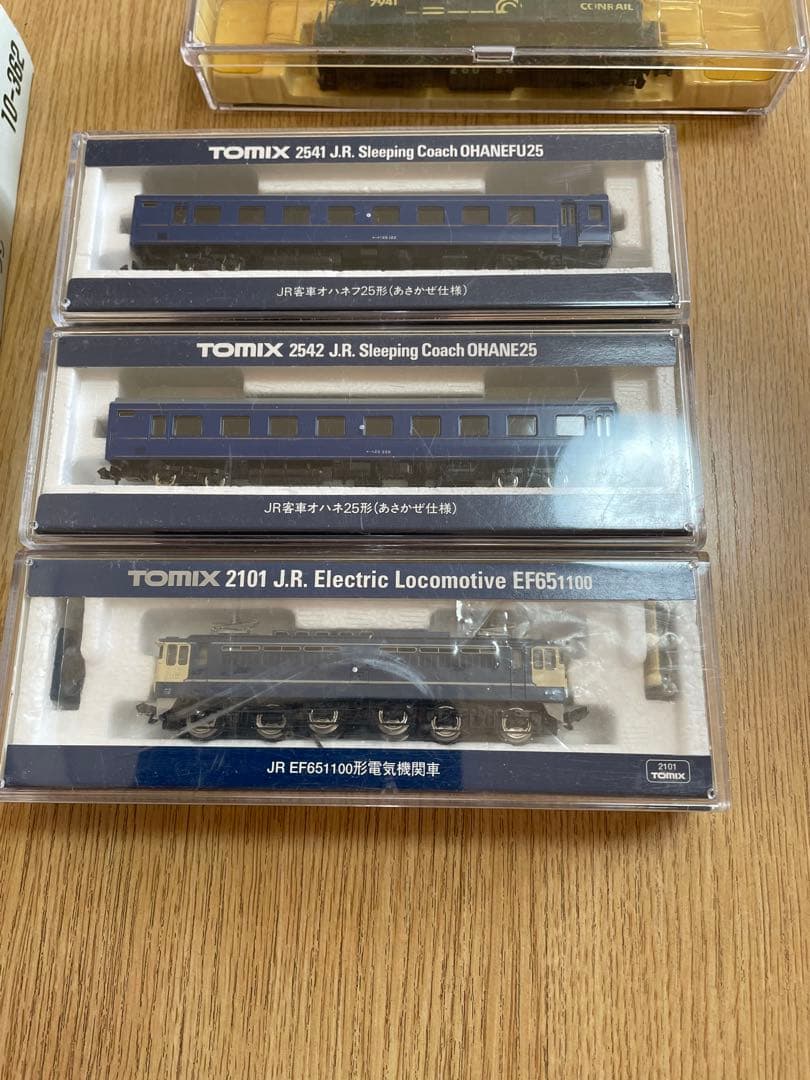 7941
CONRAIL
10-362
TOMIX 2541 J.R. Sleeping Coach OHANEFU25
JR客車オハネフ25形(あさかぜ仕様)
TOMIX 2542 J.R. Sleeping Coach OHANE25
JR客車オハネ25形(あさかぜ仕様)
TOMIX 2101 J.R. Electric Locomotive EF651100
JR EF651100形電気機関車
2101
TOMIX